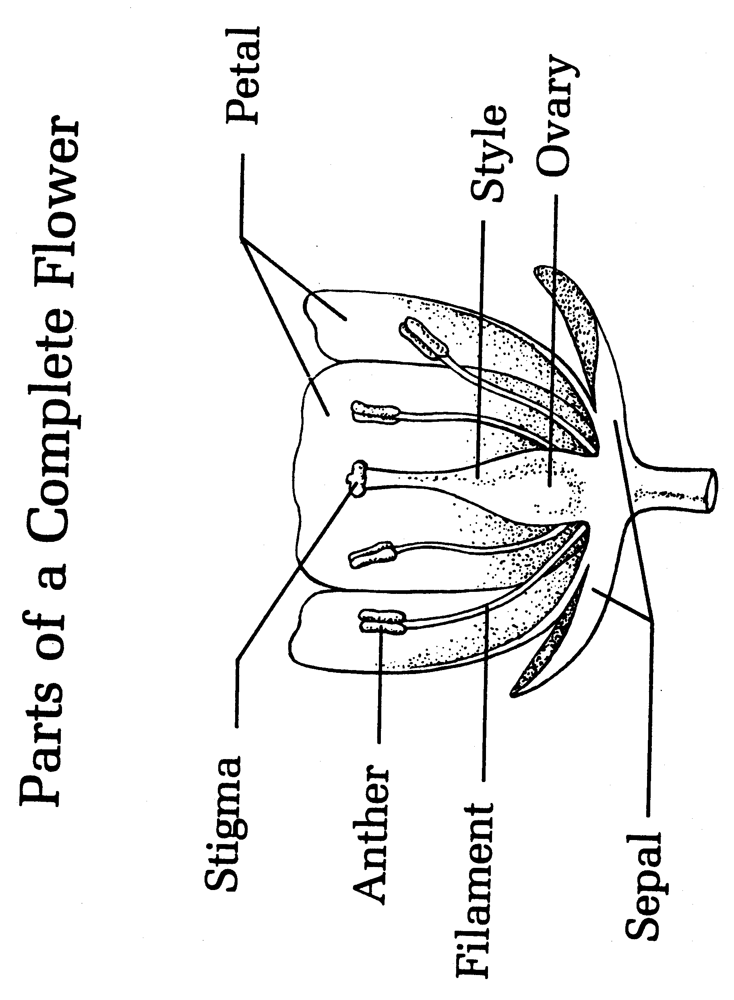 Parts of a Complete Flower
Stigma
Petal
Anther
Filament
Style
Ovary
Sepal